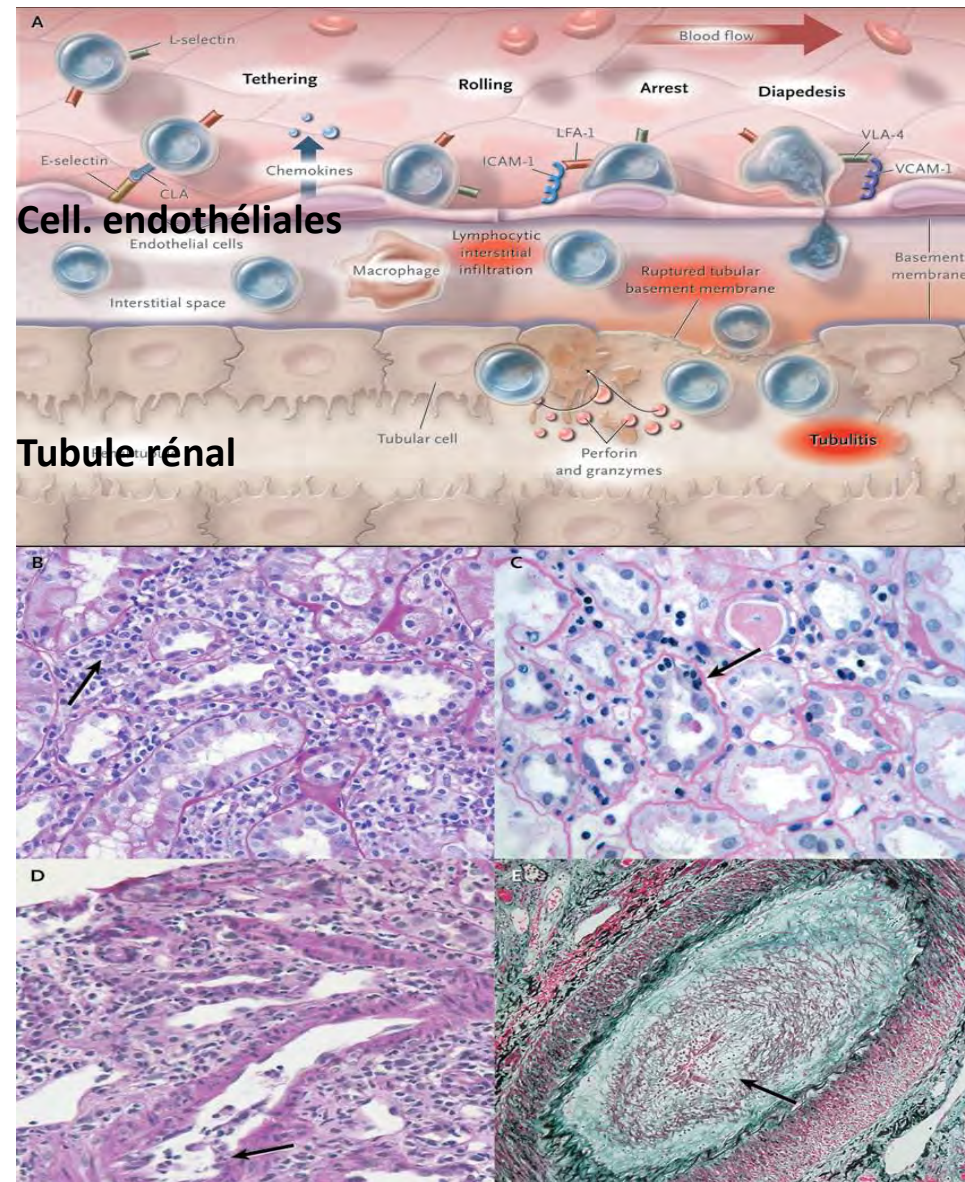 A
L-selectin
Blood flow
Tethering
Rolling
Arrest
Diapedesis
LFA-1
VLA-4
E-selectin
Chemokines
ICAM-1
VCAM-1
CLA
Cell. endothéliales
Endothelial cells
Lymphocytic
interstitial
infiltration
Macrophage
Ruptured tubular
basement membrane
Basement
membrane
Interstitial space
Tubular cell
Tubule rénal
Perforin
and granzymes
Tubulitis
B
C
D
E